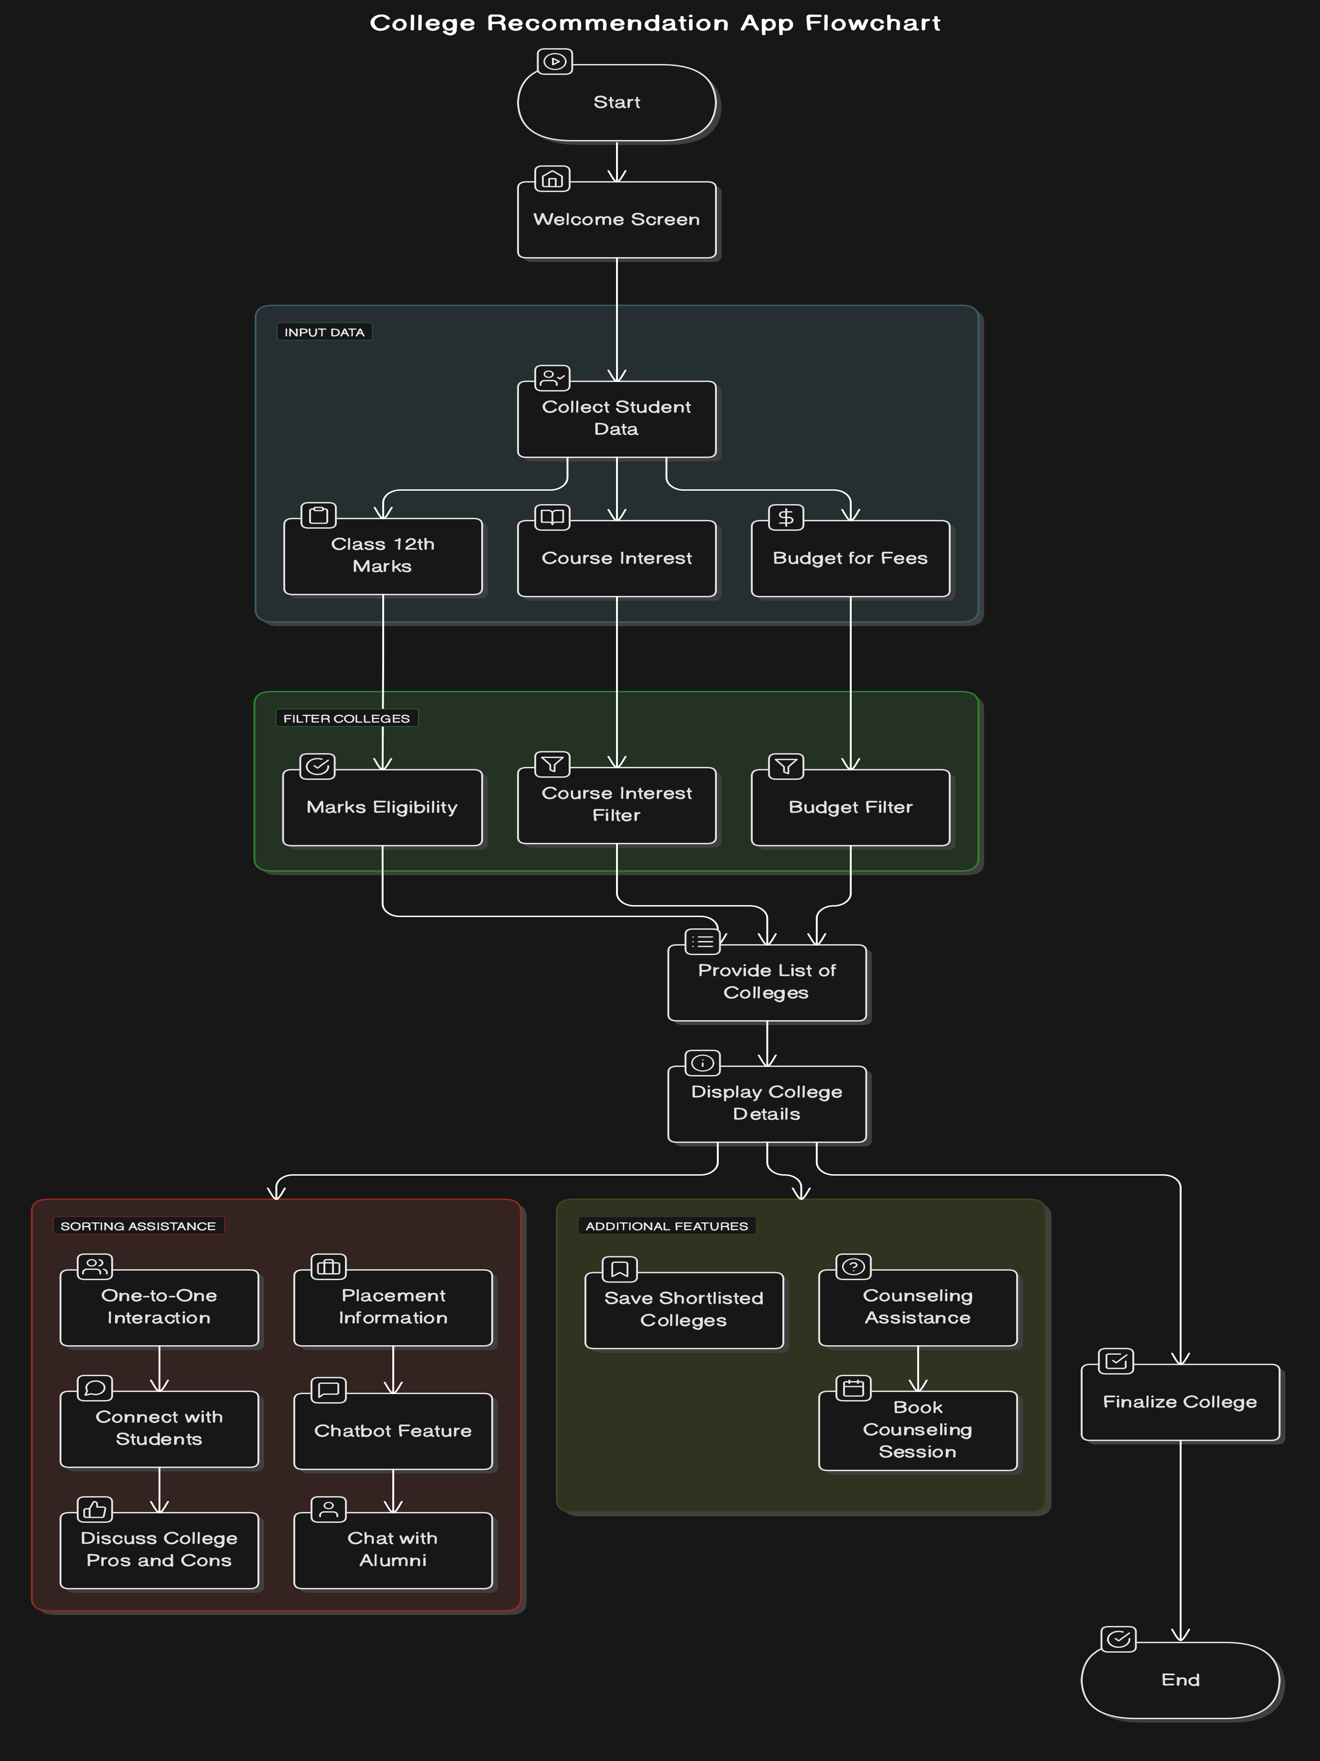 College Recommendation App Flowchart
Start
Welcome Screen
INPUT DATA
Collect Student
Data
Class 12th
Marks
Course Interest
Budget for Fees
FILTER COLLEGES
Marks Eligibility
Course Interest
Filter
Budget Filter
Provide List of
Colleges
Display College
Details
SORTING ASSISTANCE
One-to-One
Interaction
Placement
Information
Connect with
Students
Chatbot Feature
Discuss College
Pros and Cons
Chat with
Alumni
ADDITIONAL FEATURES
Save Shortlisted
Colleges
Counseling
Assistance
Book
Counseling
Session
Finalize College
End